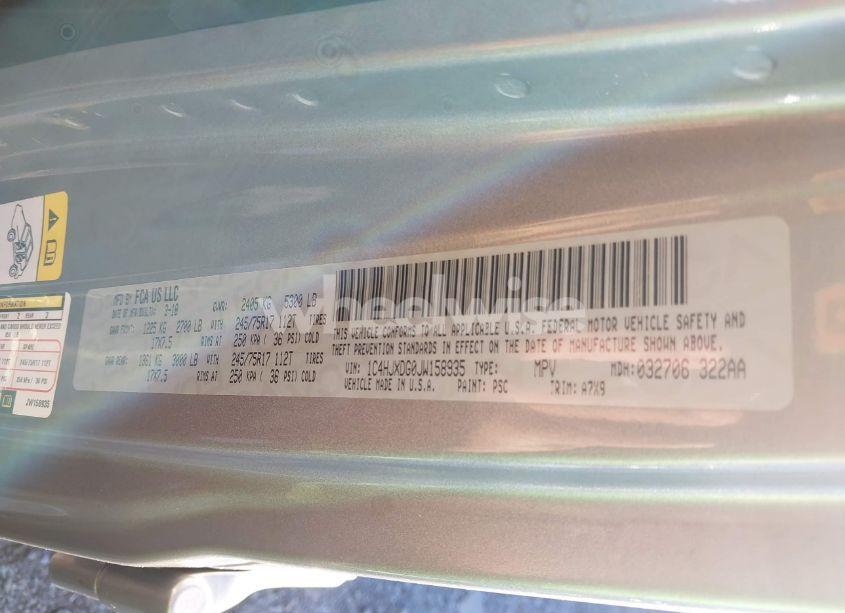 MFD BY FCA US LLC
DATE OF MFR 3-18 GVWR: 2405 KG 5300 LB
GAWR FRONT: 1225 KG 2700 LB WITH 245/75R17 112T TIRES
17X7.5 RIMS AT 250 KPA ( 36 PSI) COLD
GAWR REAR: 1361 KG 3000 LB WITH 245/75R17 112T TIRES
17X7.5 RIMS AT 250 KPA ( 36 PSI) COLD
THIS VEHICLE CONFORMS TO ALL APPLICABLE U.S.A. FEDERAL MOTOR VEHICLE SAFETY AND
THEFT PREVENTION STANDARDS IN EFFECT ON THE DATE OF MANUFACTURE SHOWN ABOVE.
VIN: 1C4HJXDG0JW158935 TYPE: MPV MDH: 032706 322AA
VEHICLE MADE IN U.S.A. PAINT: PSC TRIM: A7X9
wheelwise
245/75R17 112T
JW158935